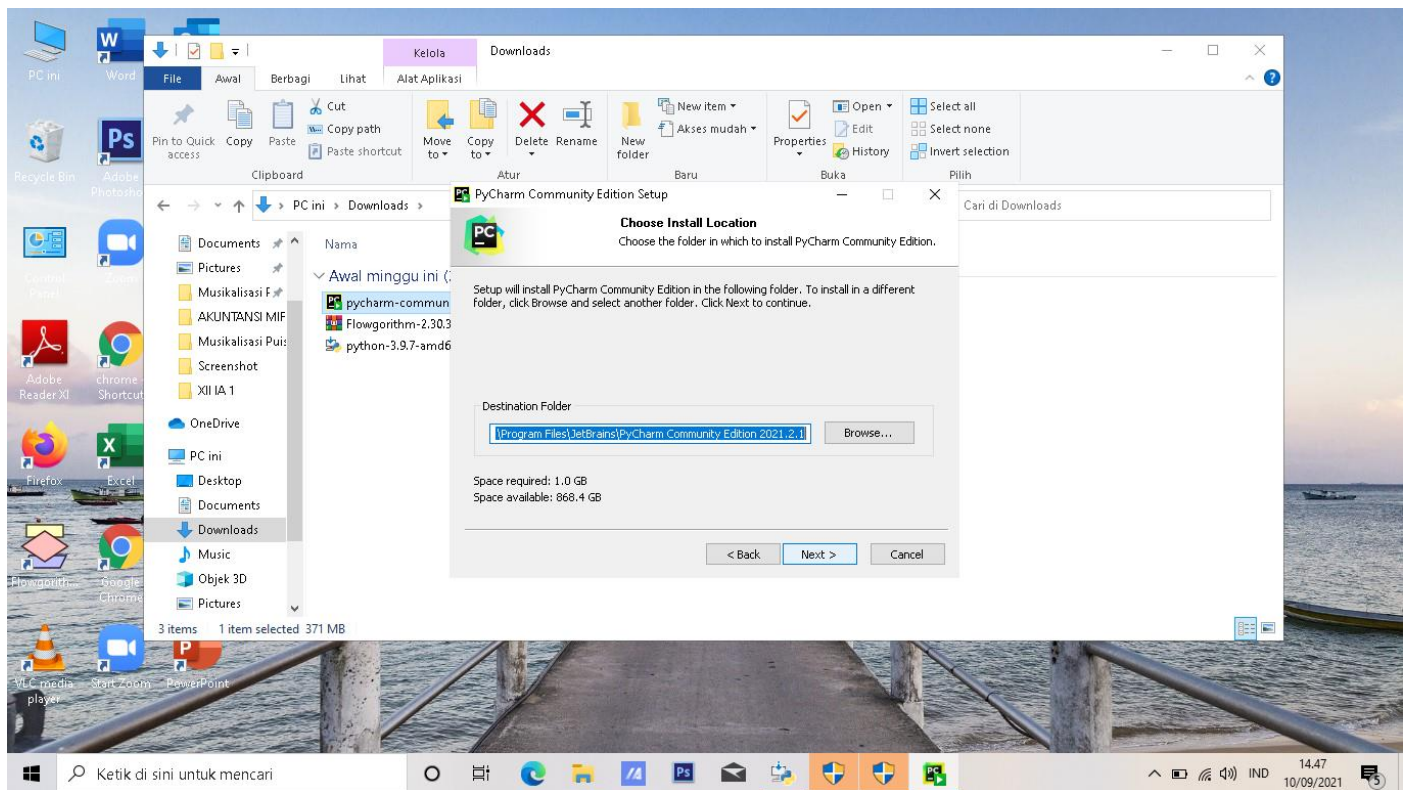 PC ini
Word
Recycle Bin
Adobe
Photosho
Control
Panel
Zoom
Adobe
Reader XI
chrome -
Shortcut
Firefox
Excel
Flowgorith...
Google
Chrome
VLC media
player
Start Zoom
PowerPoint
Kelola
Downloads
File
Awal
Berbagi
Lihat
Alat Aplikasi
Pin to Quick
access
Copy
Paste
Cut
Copy path
Paste shortcut
Clipboard
Move
to
Copy
to
Delete
Rename
Atur
New
folder
New item
Akses mudah
Baru
Properties
Open
Edit
History
Buka
Select all
Select none
Invert selection
Pilih
PC ini > Downloads >
Cari di Downloads
Documents
Pictures
Musikalisasi F
AKUNTANSI MIF
Musikalisasi Puis
Screenshot
XII IA 1
OneDrive
PC ini
Desktop
Documents
Downloads
Music
Objek 3D
Pictures
Nama
Awal minggu ini (
pycharm-commun
Flowgorithm-2.30.3
python-3.9.7-amd6
3 items 1 item selected 371 MB
PyCharm Community Edition Setup
PC
Choose Install Location
Choose the folder in which to install PyCharm Community Edition.
Setup will install PyCharm Community Edition in the following folder. To install in a different
folder, click Browse and select another folder. Click Next to continue.
Destination Folder
\Program Files\JetBrains\PyCharm Community Edition 2021.2.1
Browse...
Space required: 1.0 GB
Space available: 868.4 GB
< Back
Next >
Cancel
Ketik di sini untuk mencari
Ps
IND
14.47
10/09/2021
5